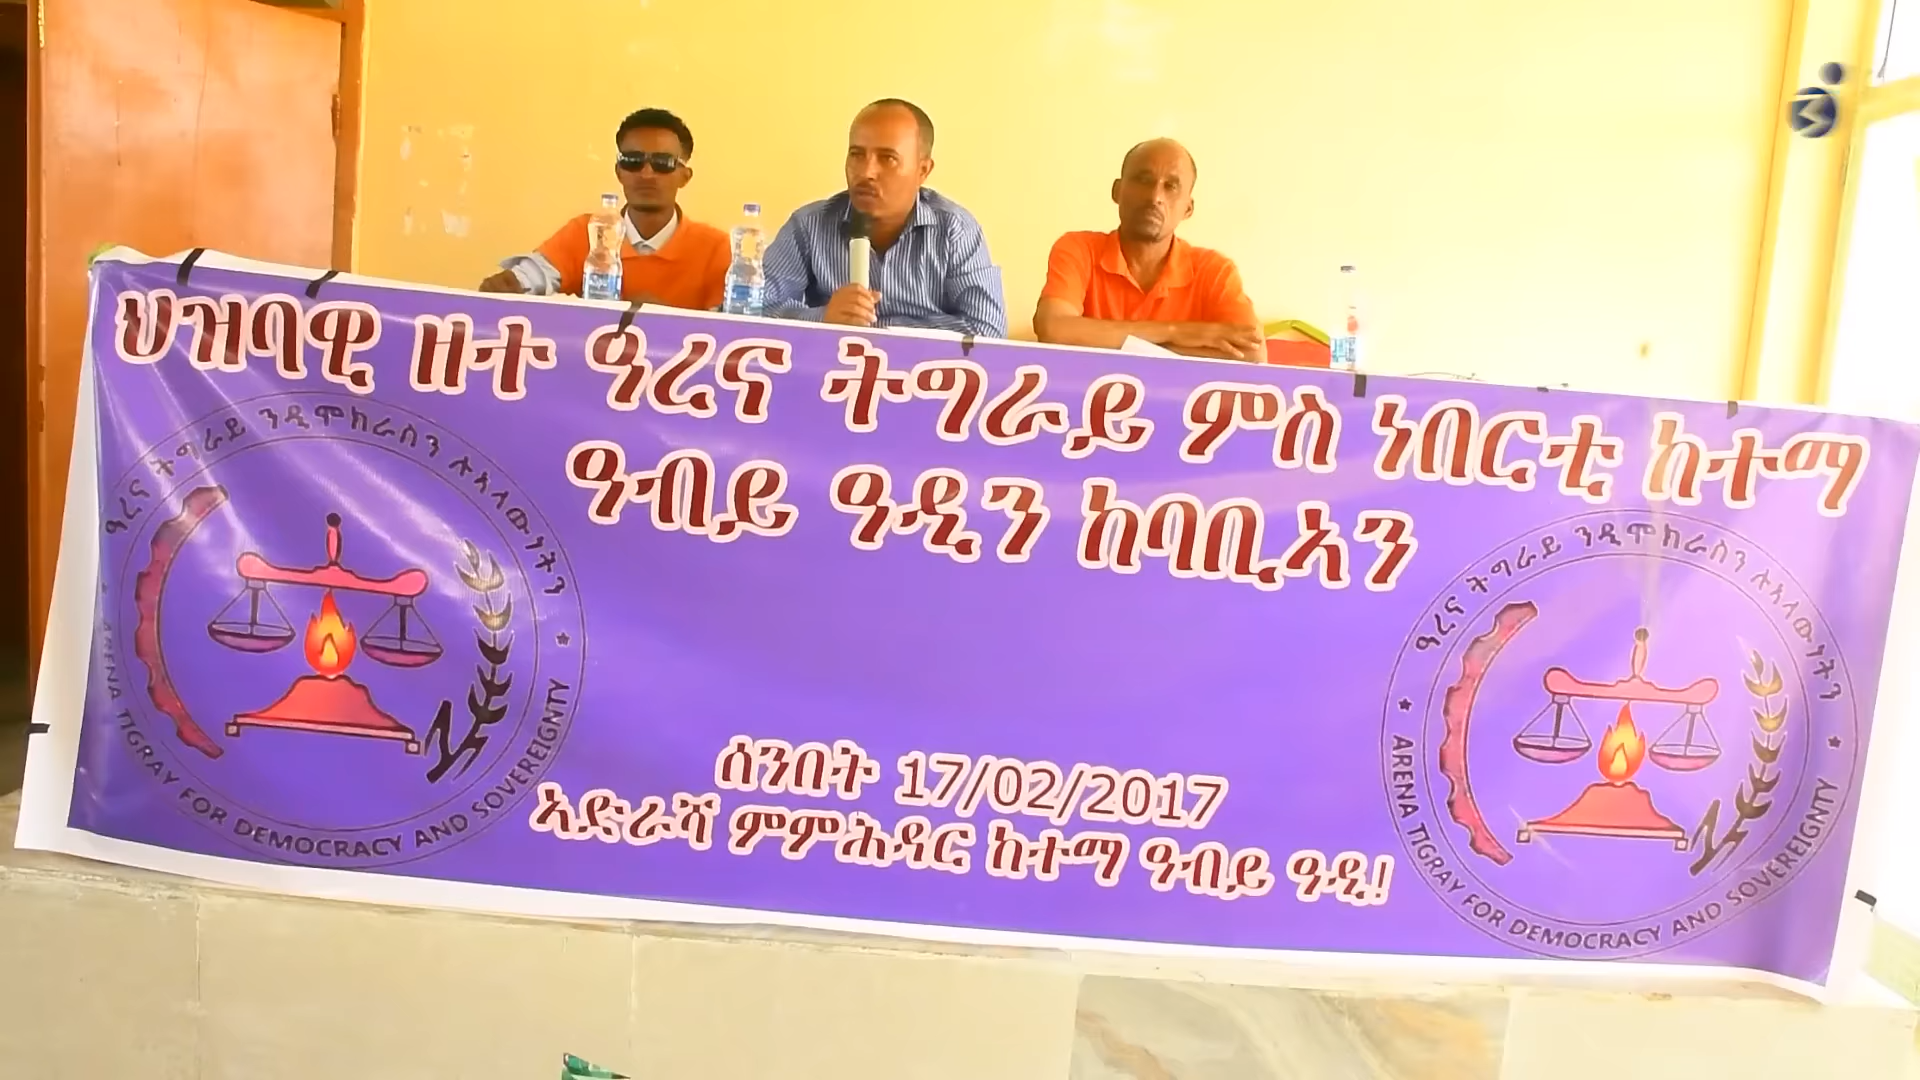 ህዝባዊ ዘተ ዓረና ትግራይ ምስ ነበርቲ ከተማ
ዓብይ ዓዲን ከባቢኣን
ዓረና ትግራይ ንዲሞክራስን ሉኣላውነትን
ARENA TIGRAY FOR DEMOCRACY AND SOVEREIGNTY
ዓረና ትግራይ ንዲሞክራስን ሉኣላውነትን
ARENA TIGRAY FOR DEMOCRACY AND SOVEREIGNTY
ሰንበት 17/02/2017
ኣድራሻ ምምሕዳር ከተማ ዓብይ ዓዲ!